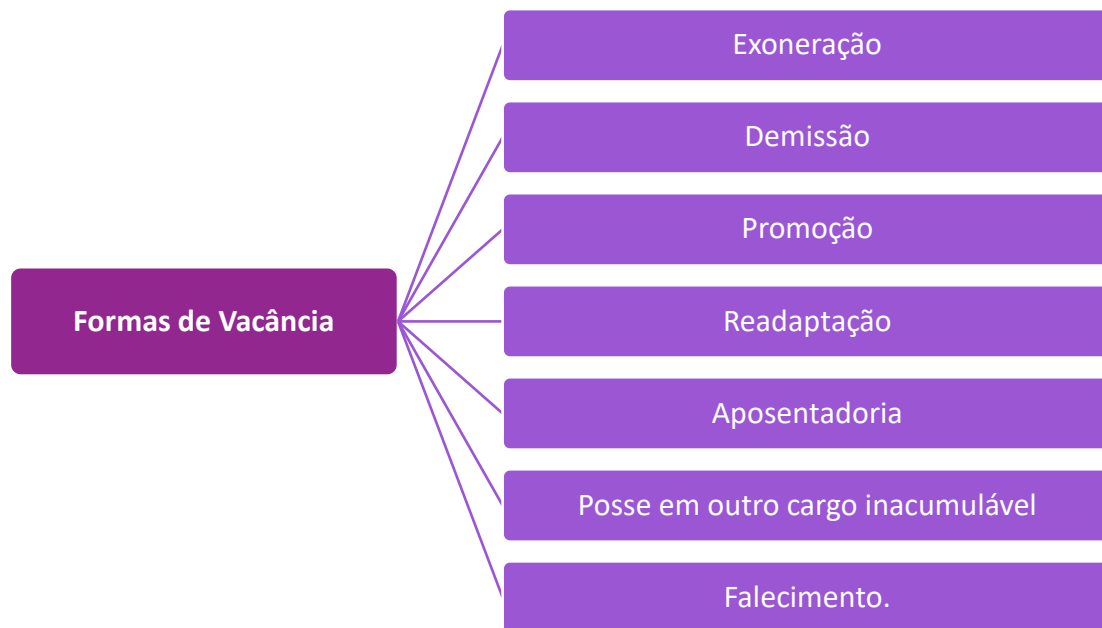 Formas de Vacância
Exoneração
Demissão
Promoção
Readaptação
Aposentadoria
Posse em outro cargo inacumulável
Falecimento.